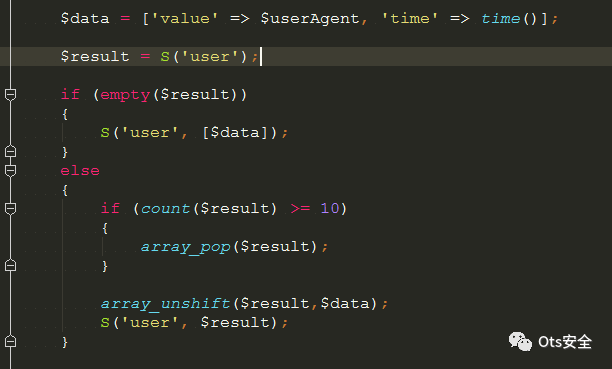 $data = ['value' => $userAgent, 'time' => time()];
$result = S('user');
if (empty($result))
{
S('user', [$data]);
}
else
{
if (count($result) >= 10)
{
array_pop($result);
}
array_unshift($result,$data);
S('user', $result);
}
Ots安全